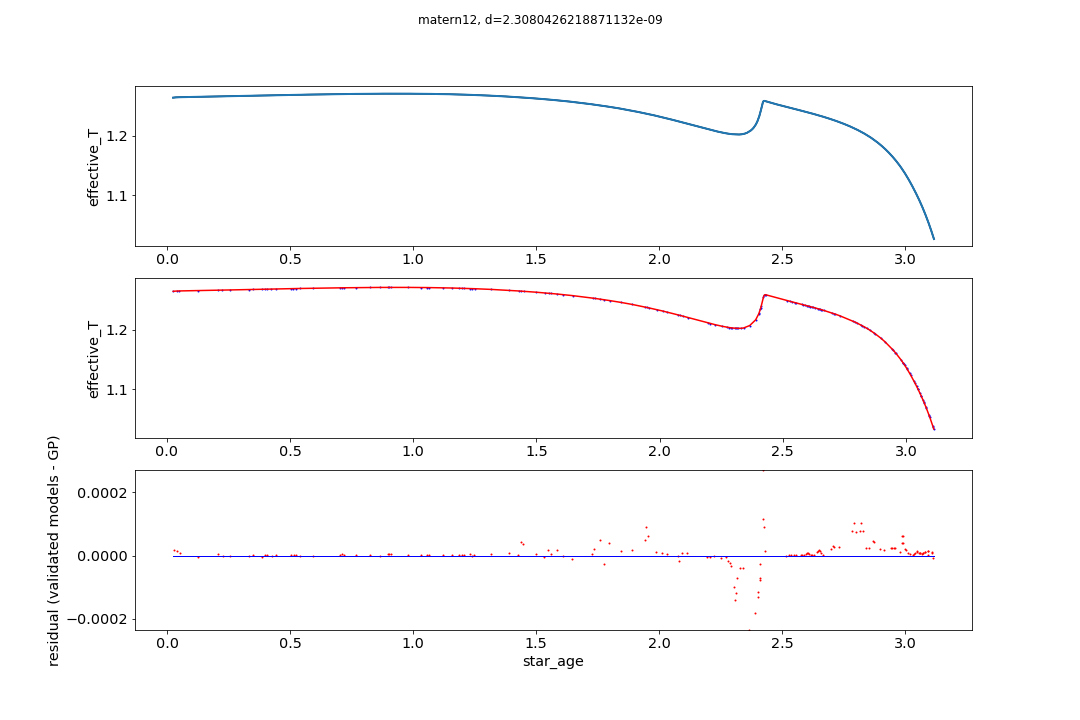 matern12, d=2.3080426218871132e-09
effective_T
1.2
1.1
0.0 0.5 1.0 1.5 2.0 2.5 3.0
effective_T
1.2
1.1
0.0 0.5 1.0 1.5 2.0 2.5 3.0
residual (validated models - GP)
0.0002
0.0000
−0.0002
0.0 0.5 1.0 1.5 2.0 2.5 3.0
star_age